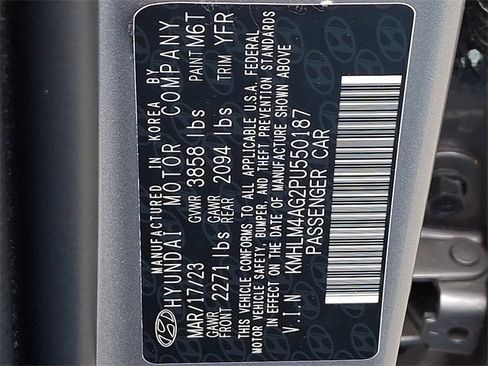 MANUFACTURED IN KOREA BY
HYUNDAI MOTOR COMPANY
MAR/17/23 GVWR 3858 lbs PAINT M6T
GAWR FRONT 2271 lbs GAWR REAR 2094 lbs TRIM YFR
THIS VEHICLE CONFORMS TO ALL APPLICABLE U.S.A. FEDERAL
MOTOR VEHICLE SAFETY, BUMPER, AND THEFT PREVENTION STANDARDS
IN EFFECT ON THE DATE OF MANUFACTURE SHOWN ABOVE
V.I.N KMHLM4AG2PU550187
PASSENGER CAR